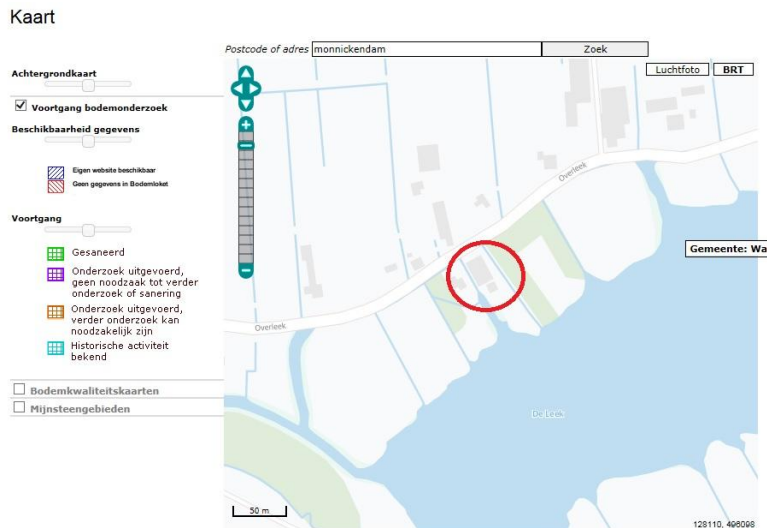 Kaart
Postcode of adres monnickendam Zoek
Luchtfoto BRT
Achtergrondkaart
Voortgang bodemonderzoek
Beschikbaarheid gegevens
Eigen website beschikbaar
Geen gegevens in Bodemloket
Voortgang
Gesaneerd
Onderzoek uitgevoerd,
geen noodzaak tot verder
onderzoek of sanering
Onderzoek uitgevoerd,
verder onderzoek kan
noodzakelijk zijn
Historische activiteit
bekend
Bodemkwaliteitskaarten
Mijnsteengebieden
Overleek
Gemeente: Wa
Overleek
De Leek
50 m
128110, 496098